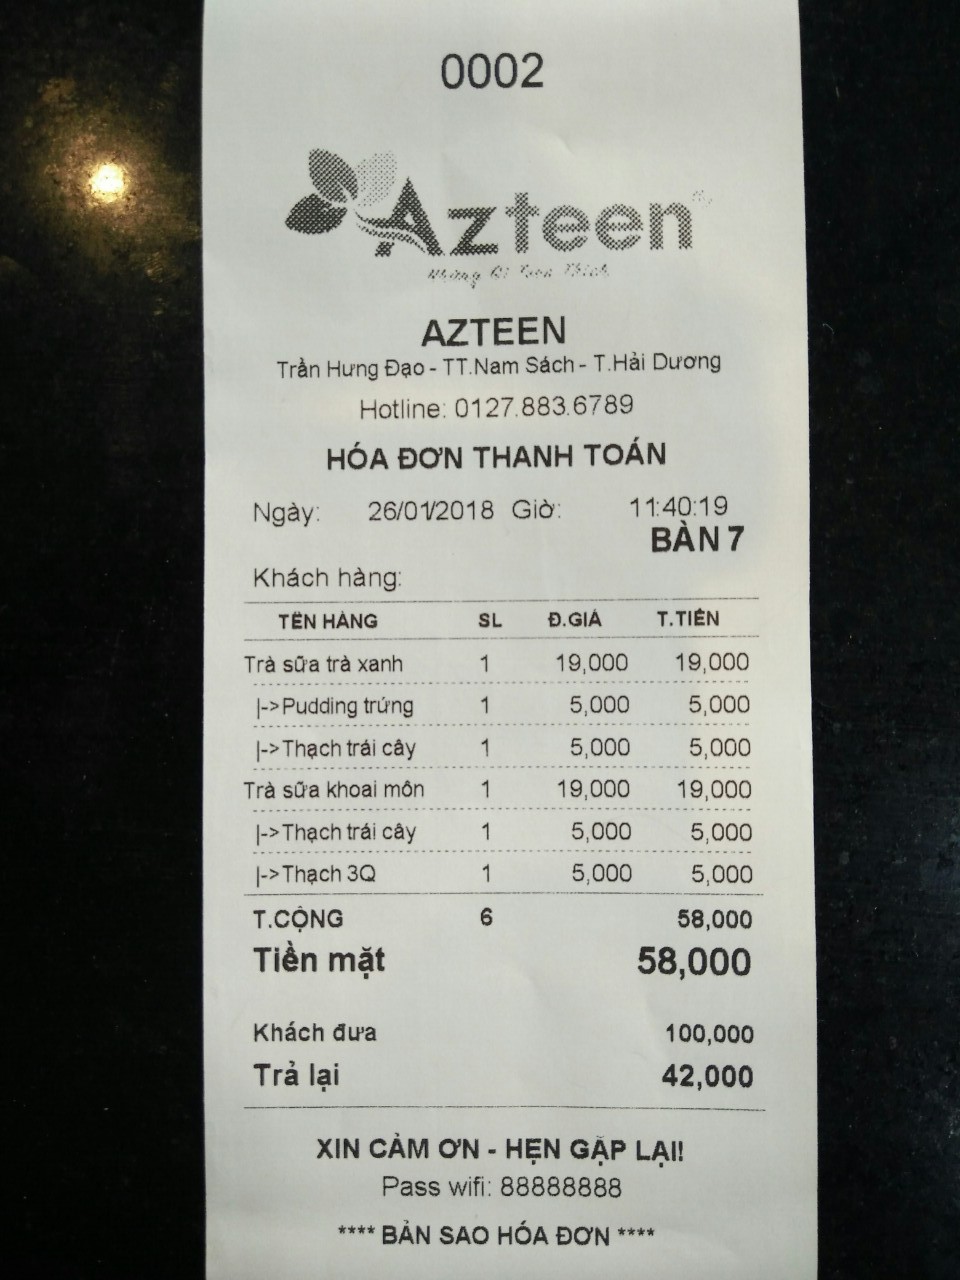 0002
Azteen
AZTEEN
Trần Hưng Đạo - TT.Nam Sách - T.Hải Dương
Hotline: 0127.883.6789
HÓA ĐƠN THANH TOÁN
Ngày: 26/01/2018 Giờ: 11:40:19
BÀN 7
Khách hàng:
TÊN HÀNG SL Đ.GIÁ T.TIỀN
Trà sữa trà xanh 1 19,000 19,000
|->Pudding trứng 1 5,000 5,000
|->Thạch trái cây 1 5,000 5,000
Trà sữa khoai môn 1 19,000 19,000
|->Thạch trái cây 1 5,000 5,000
|->Thạch 3Q 1 5,000 5,000
T.CỘNG 6 58,000
Tiền mặt 58,000
Khách đưa 100,000
Trả lại 42,000
XIN CẢM ƠN - HẸN GẶP LẠI!
Pass wifi: 88888888
**** BẢN SAO HÓA ĐƠN ****